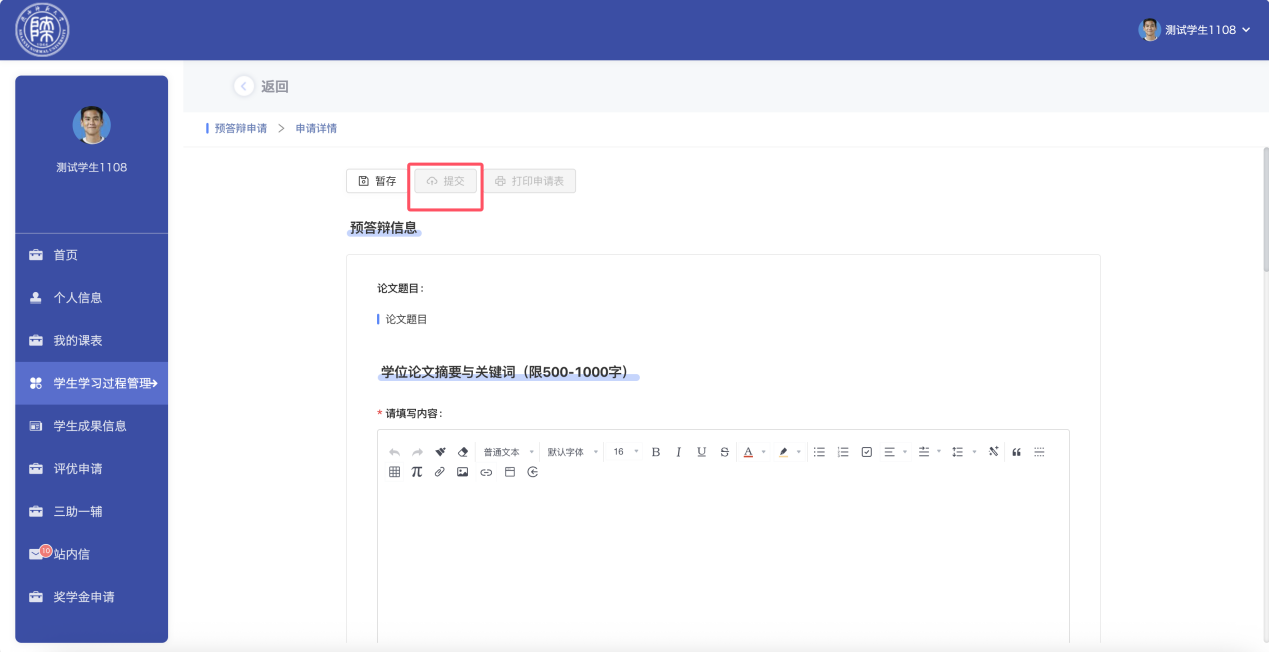 測试学生1108
返回
预答辩申请 > 申请详情
测试学生1108
暂存 提交 打印申请表
预答辩信息
首页
个人信息
我的课表
学生学习过程管理
学生成果信息
评优申请
三助一辅
10 站内信
奖学金申请
论文题目:
论文题目
学位论文摘要与关键词（限500-1000字）
* 请填写内容:
普通文本 默认字体 16 B I U S A